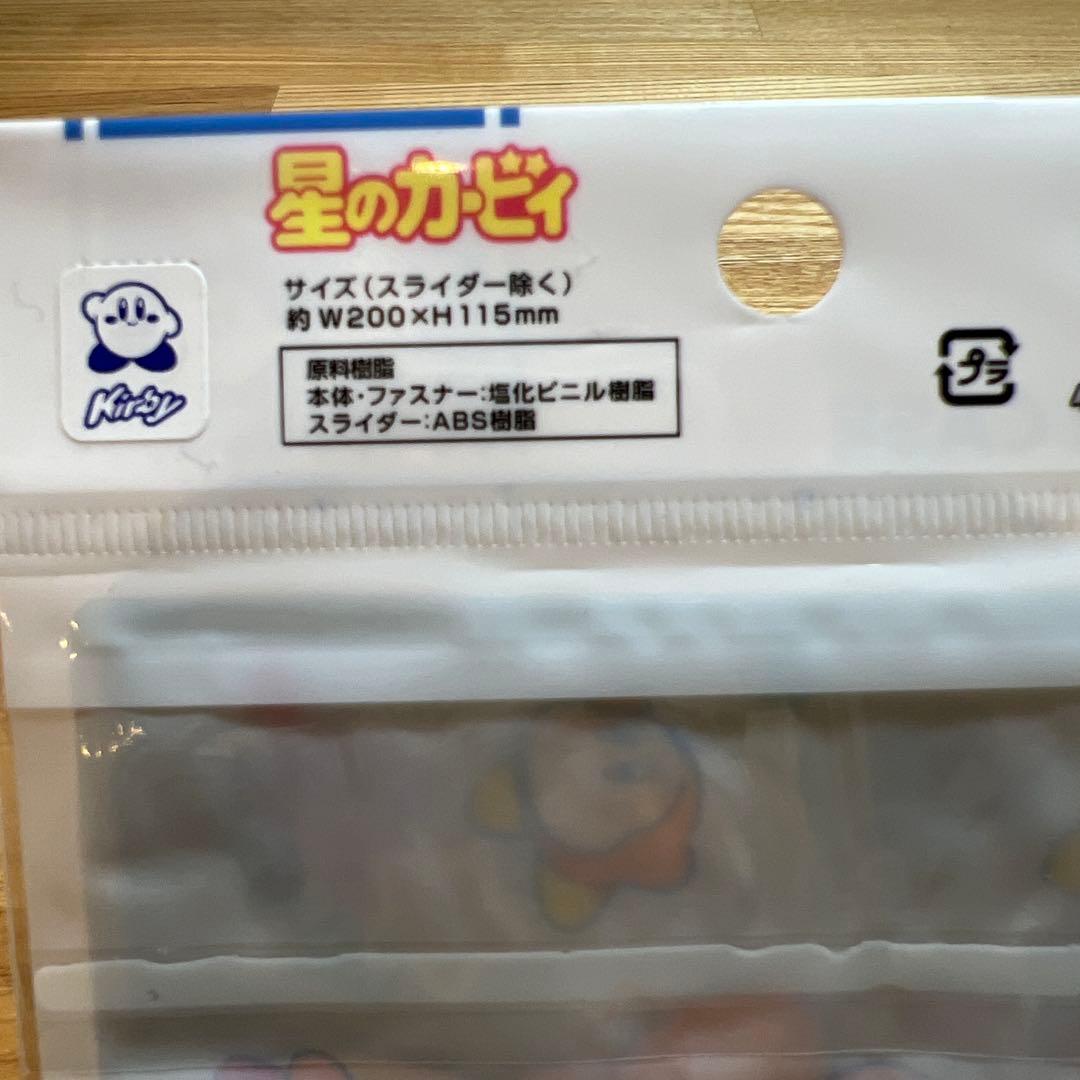 星のカービィ
サイズ(スライダー除く)
約W200×H115mm
Kirby
原料樹脂
本体・ファスナー:塩化ビニル樹脂
スライダー:ABS樹脂
プラ